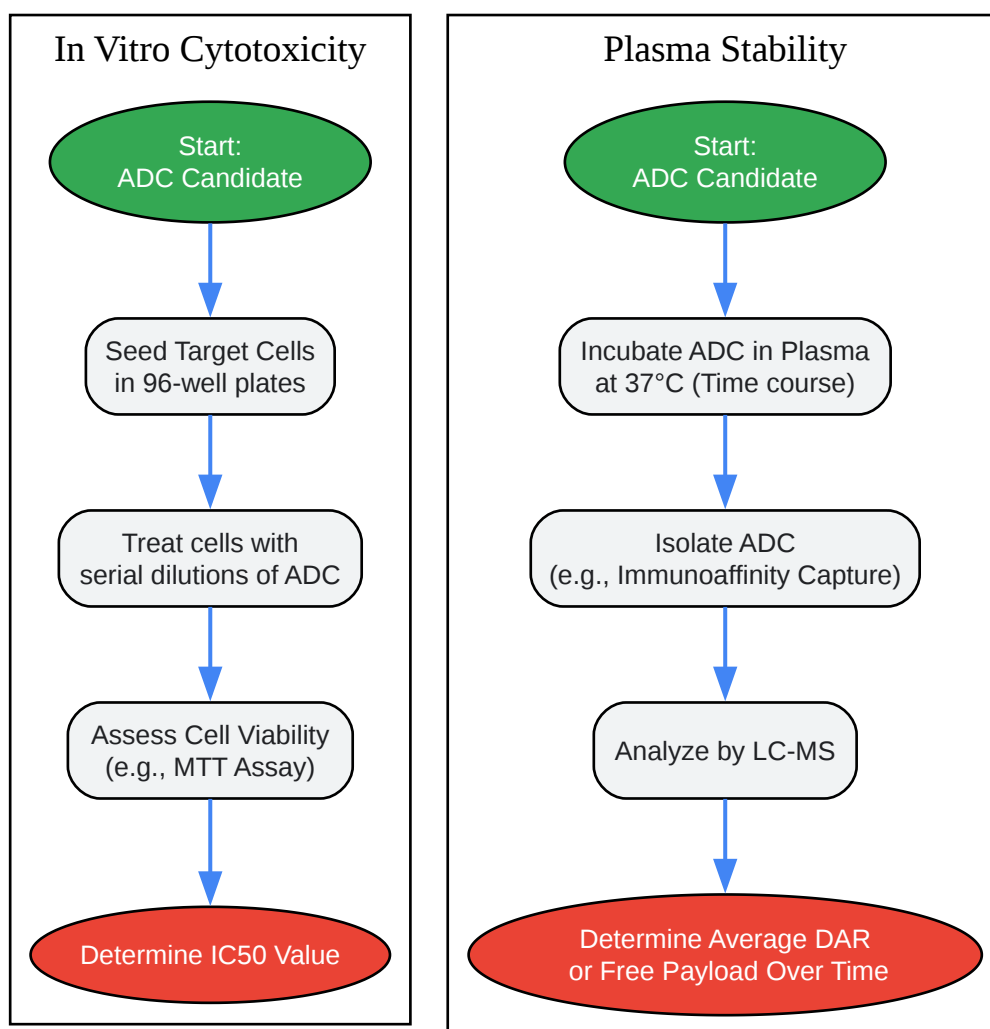 In Vitro Cytotoxicity
Start:
ADC Candidate
Seed Target Cells
in 96-well plates
Treat cells with
serial dilutions of ADC
Assess Cell Viability
(e.g., MTT Assay)
Determine IC50 Value
Plasma Stability
Start:
ADC Candidate
Incubate ADC in Plasma
at 37°C (Time course)
Isolate ADC
(e.g., Immunoaffinity Capture)
Analyze by LC-MS
Determine Average DAR
or Free Payload Over Time